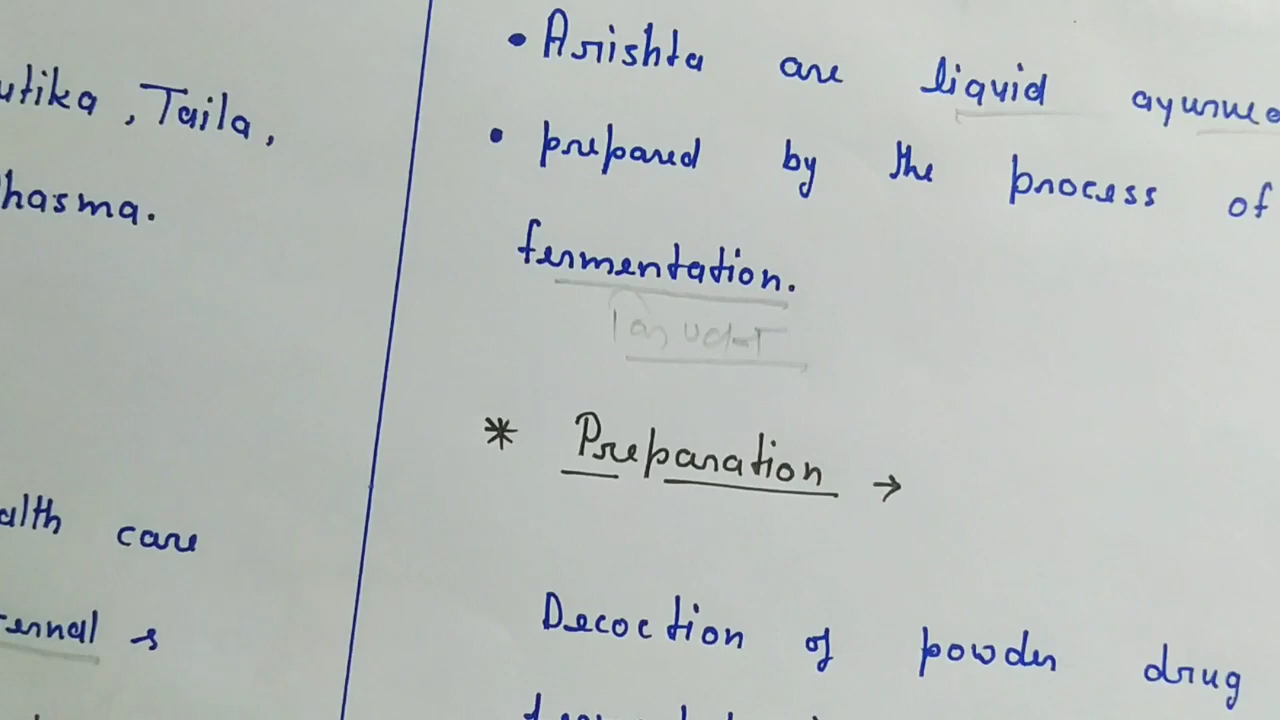 Taila,
hasma.
alth care
ernal s
• Arishta are liquid ayurve
• prepared by the process of
fermentation.
* Preparation →
Decoction of powder drug